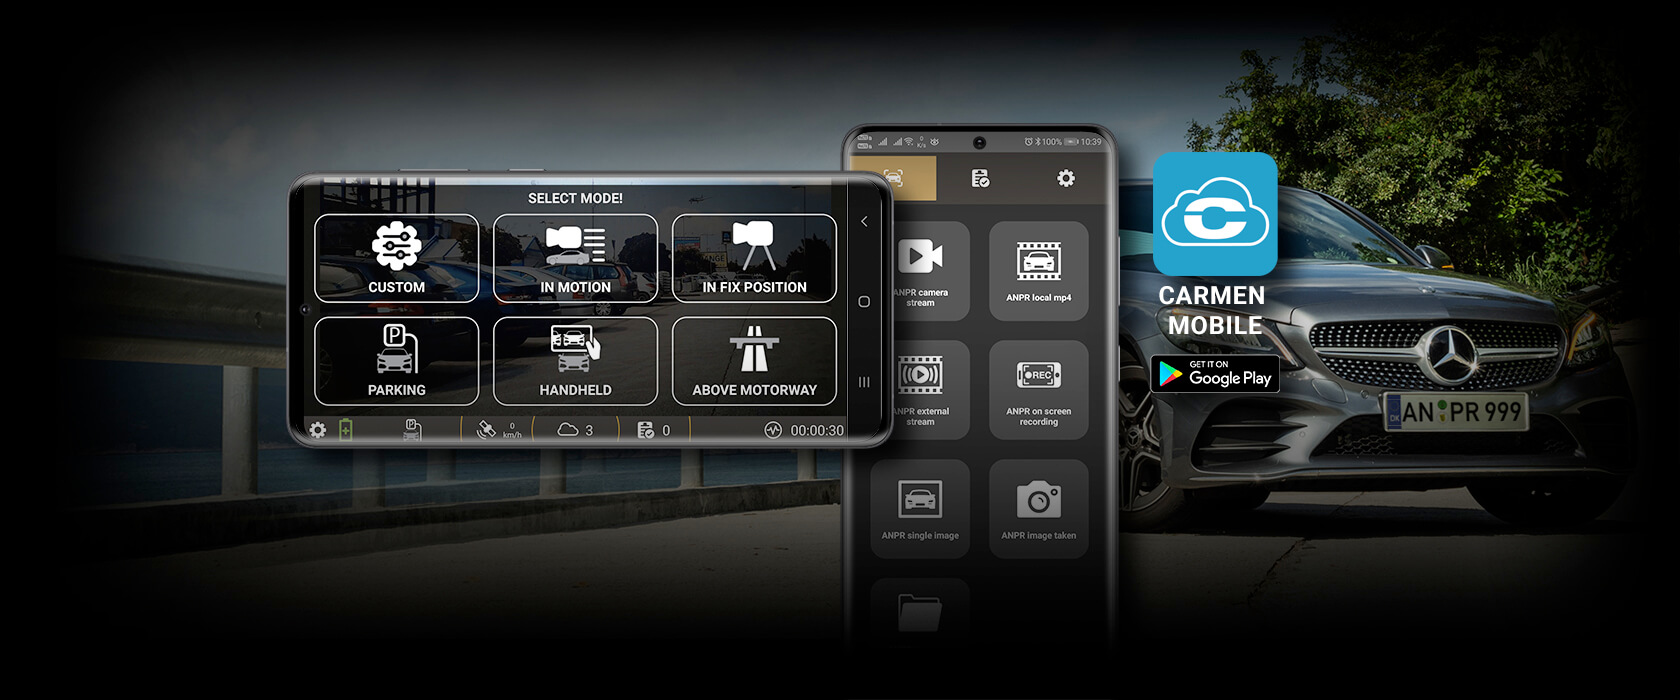 SELECT MODE!
CUSTOM
IN MOTION
IN FIX POSITION
PARKING
HANDHELD
ABOVE MOTORWAY
0
km/h
3
0
00:00:30
0
K/s
100%
10:39
ANPR camera
stream
ANPR local mp4
ANPR external
stream
REC
ANPR on screen
recording
ANPR single image
ANPR image taken
CARMEN
MOBILE
GET IT ON
Google Play
DK
AN PR 999